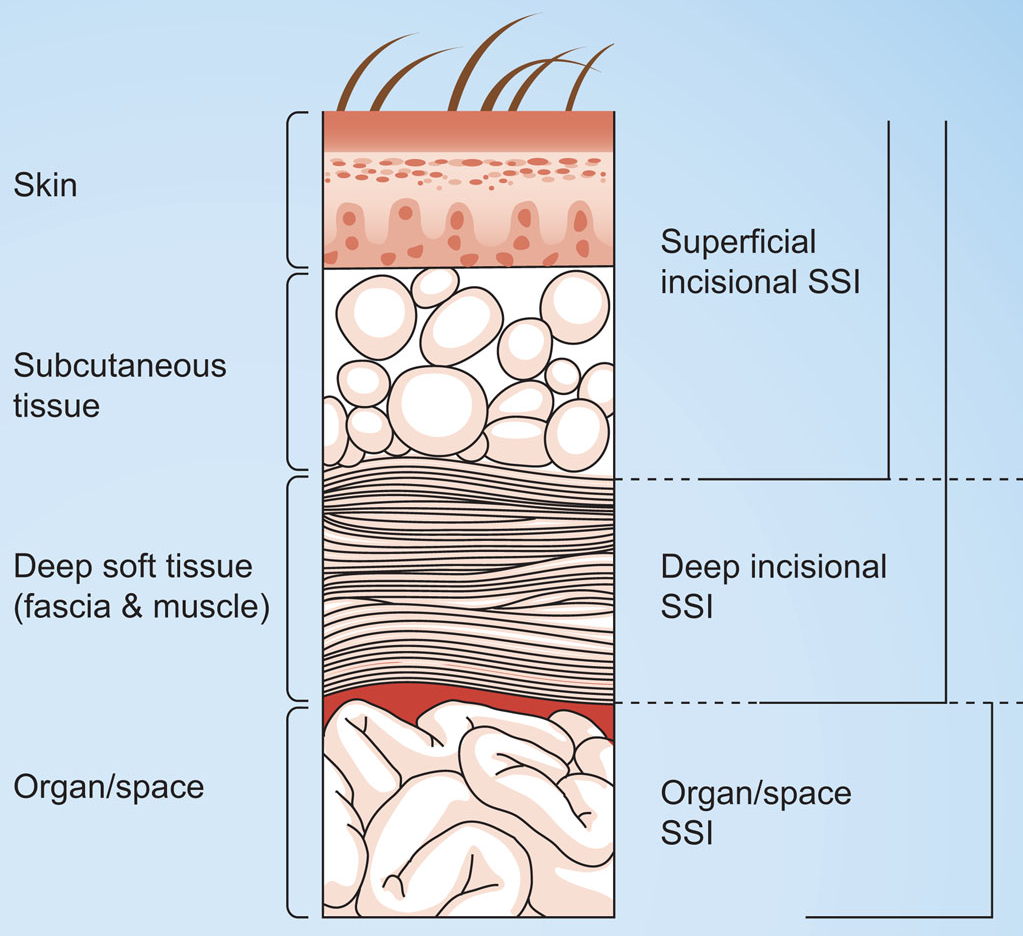 Skin
Subcutaneous
tissue
Deep soft tissue
(fascia & muscle)
Organ/space
Superficial
incisional SSI
Deep incisional
SSI
Organ/space
SSI